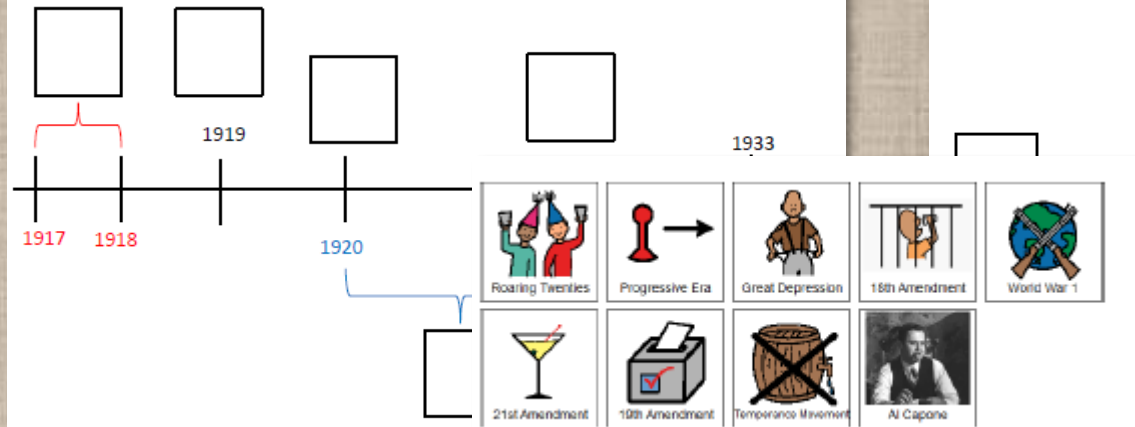 1919
1933
1917 1918
1920
Roaring Twenties
Progressive Era
Great Depression
18th Amendment
World War 1
21st Amendment
19th Amendment
Temperance Movement
Al Capone